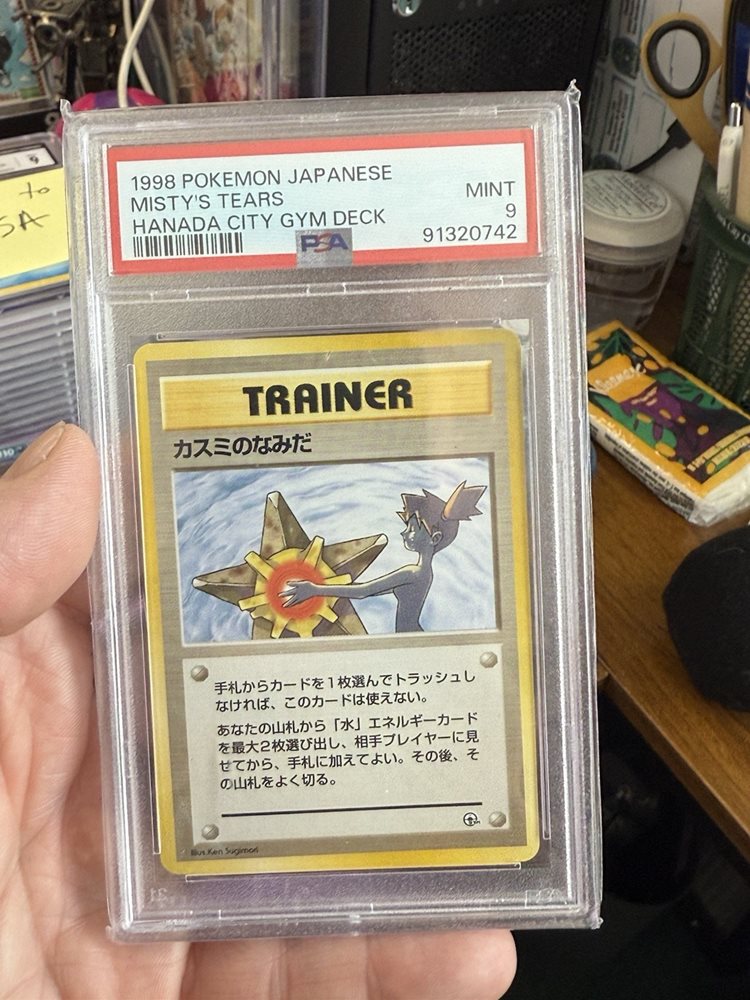 1998 POKEMON JAPANESE
MISTY'S TEARS
HANADA CITY GYM DECK
MINT
9
91320742
PSA
to
SA
TRAINER
カスミのなみだ
手札からカードを1枚選んでトラッシュし
なければ、このカードは使えない。
あなたの山札から「水」エネルギーカード
を最大2枚選び出し、相手プレイヤーに見
せてから、手札に加えてよい。その後、そ
の山札をよく切る。
Illus. Ken Sugimori